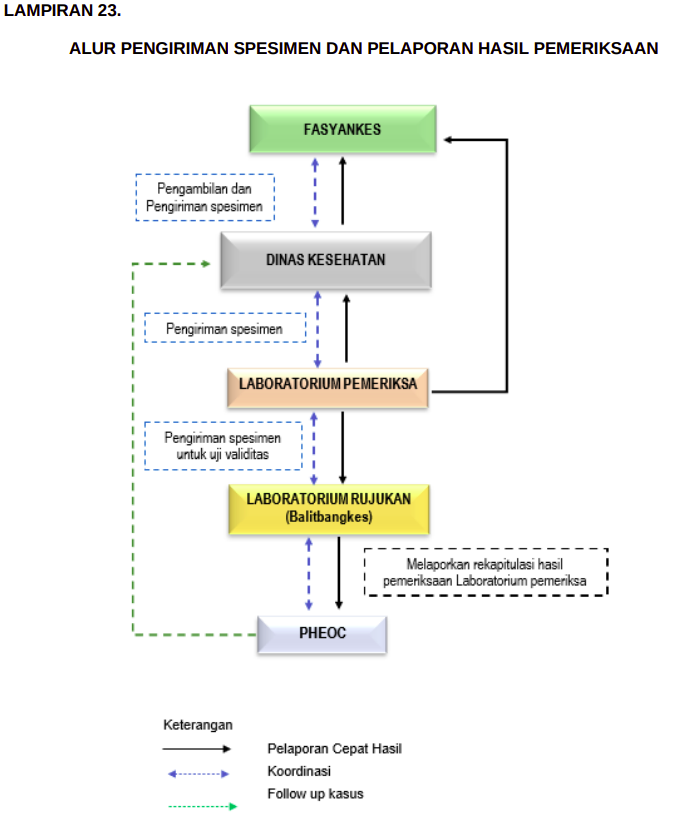 LAMPIRAN 23.
ALUR PENGIRIMAN SPESIMEN DAN PELAPORAN HASIL PEMERIKSAAN
FASYANKES
Pengambilan dan
Pengiriman spesimen
DINAS KESEHATAN
Pengiriman spesimen
LABORATORIUM PEMERIKSA
Pengiriman spesimen
untuk uji validitas
LABORATORIUM RUJUKAN
(Balitbangkes)
Melaporkan rekapitulasi hasil
pemeriksaan Laboratorium pemeriksa
PHEOC
Keterangan
Pelaporan Cepat Hasil
Koordinasi
Follow up kasus